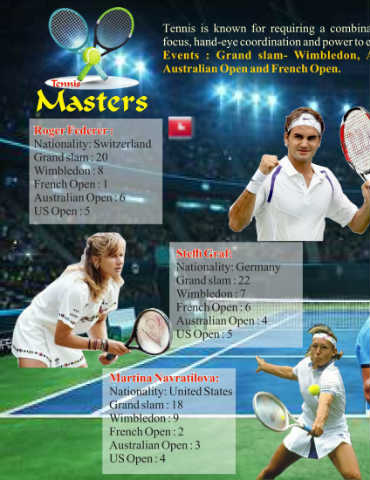 Tennis is known for requiring a combina
focus, hand-eye coordination and power to e
Events : Grand slam- Wimbledon, A
Australian Open and French Open.
Tennis
Masters
Roger Federer:
Nationality: Switzerland
Grand slam : 20
Wimbledon : 8
French Open : 1
Australian Open : 6
US Open : 5
Steffi Graf:
Nationality: Germany
Grand slam : 22
Wimbledon : 7
French Open : 6
Australian Open : 4
US Open : 5
Martina Navratilova:
Nationality: United States
Grand slam : 18
Wimbledon : 9
French Open : 2
Australian Open : 3
US Open : 4